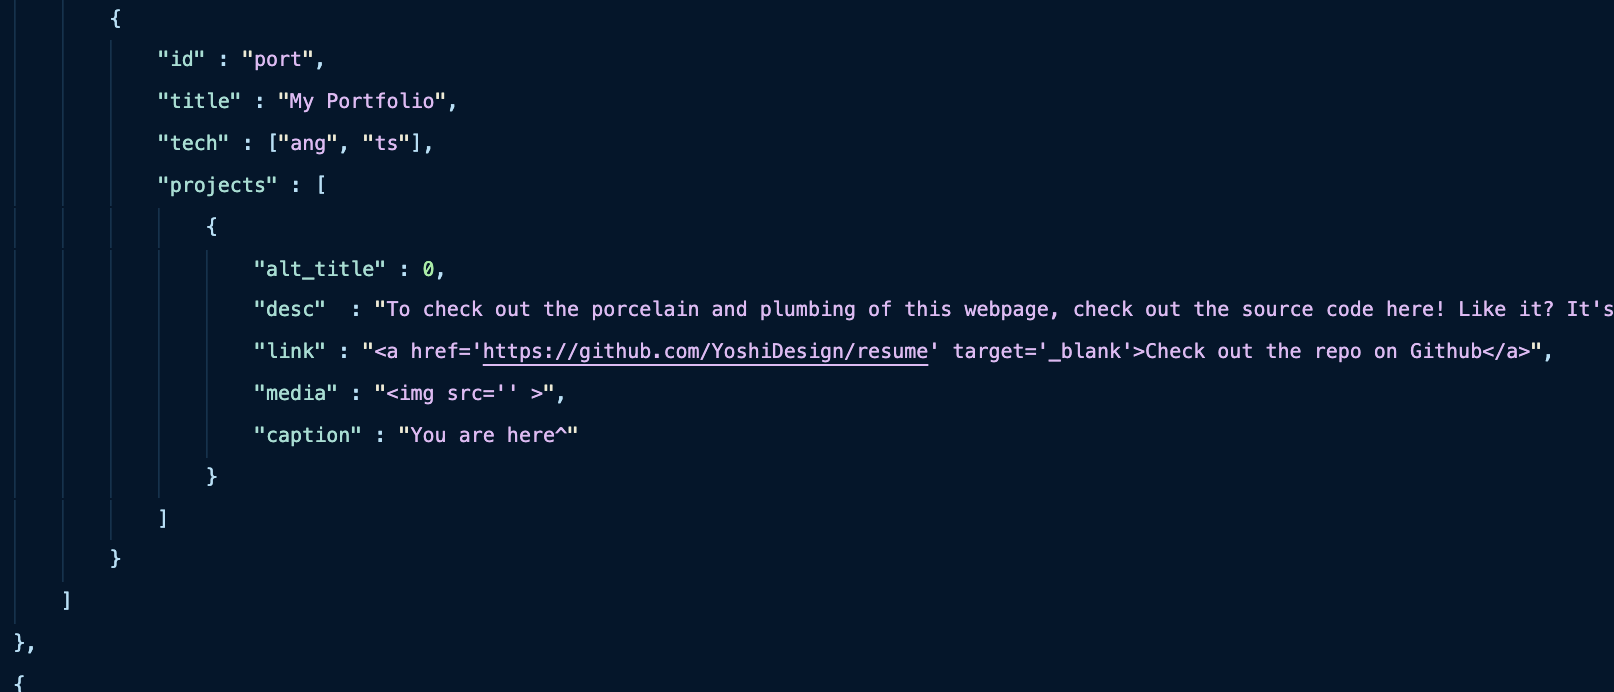 {
"id" : "port",
"title" : "My Portfolio",
"tech" : ["ang", "ts"],
"projects" : [
{
"alt_title" : 0,
"desc"  : "To check out the porcelain and plumbing of this webpage, check out the source code here! Like it? It's
"link" : "<a href='https://github.com/YoshiDesign/resume' target='_blank'>Check out the repo on Github</a>",
"media" : "<img src='' >",
"caption" : "You are here^"
}
]
}
]
},
{